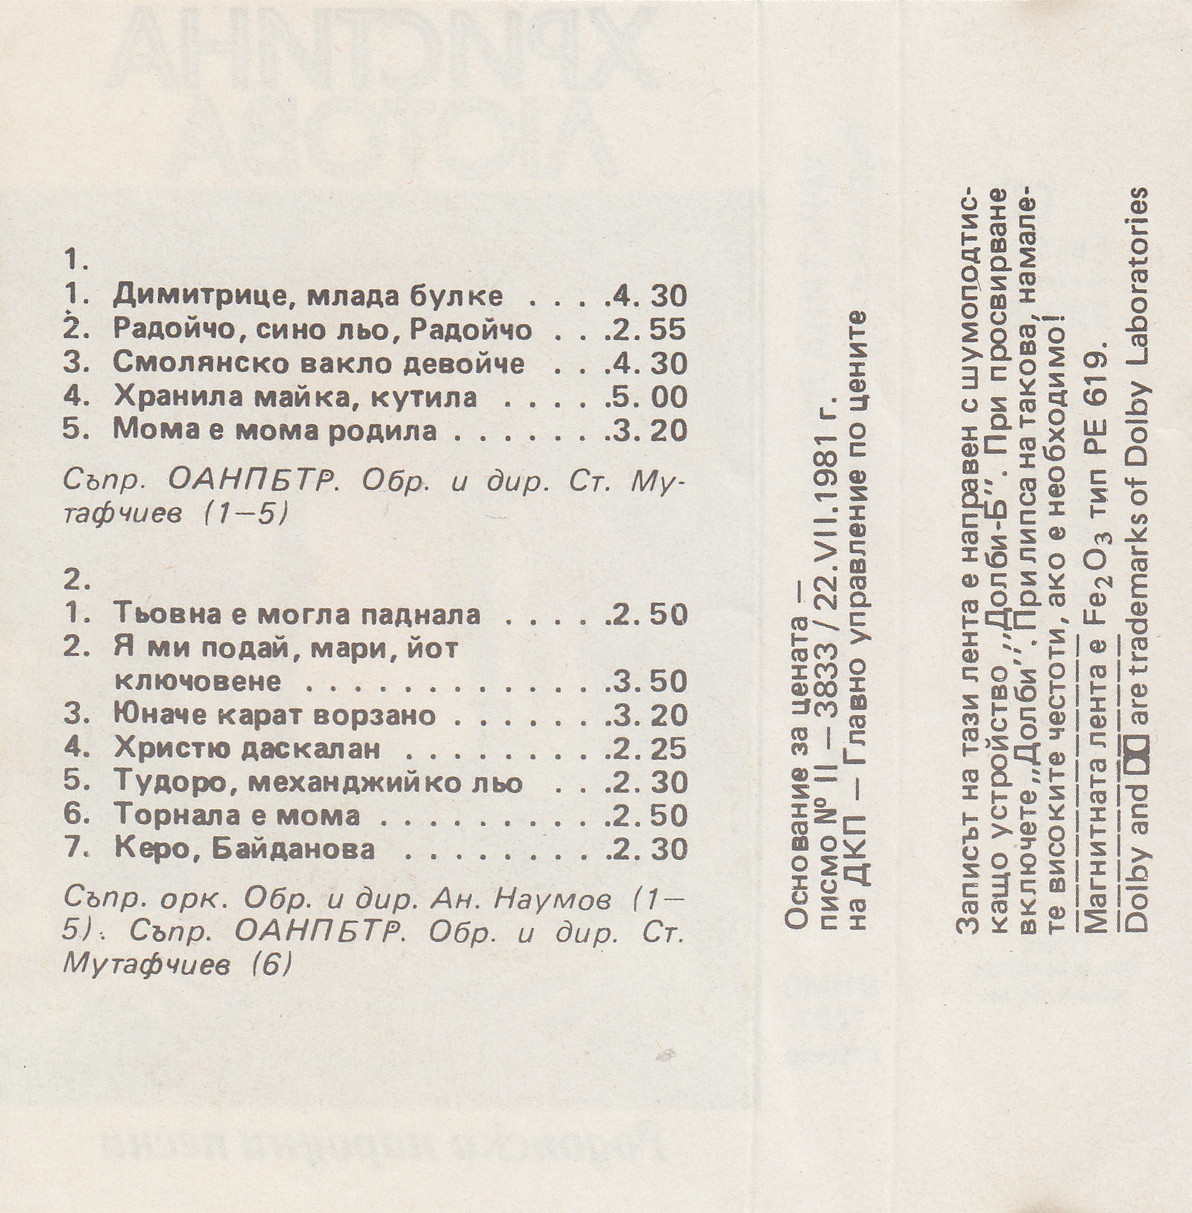 ХРИСТИНА
ЛЮТОВА
1.
1. Димитрице, млада булке . . . .4. 30
2. Радойчо, сино льо, Радойчо . . .2. 55
3. Смолянско вакло девойче . . .4. 30
4. Хранила майка, кутила . . . . .5. 00
5. Мома е мома родила . . . . . . .3. 20
Съпр. ОАНПБТР. Обр. и дир. Ст. Му-
тафчиев (1—5)
2.
1. Тьовна е могла паднала . . . . .2. 50
2. Я ми подай, мари, йот
ключовене . . . . . . . . . . . . .3. 50
3. Юначе карат ворзано . . . . . . .3. 20
4. Христю даскалан . . . . . . . . .2. 25
5. Тудоро, механджийко льо . . .2. 30
6. Торнала е мома . . . . . . . . . .2. 50
7. Керо, Байданова . . . . . . . . .2. 30
Съпр. орк. Обр. и дир. Ан. Наумов (1—
5). Съпр. ОАНПБТР. Обр. и дир. Ст.
Мутафчиев (6)
Родопски народни песни
Основание за цената —
писмо № II — 3833 / 22.VII.1981 г.
на ДКП — Главно управление по цените
Записът на тази лента е направен с шумоподтис-
кащо устройство ,,Долби-Б". При просвирване
включете,,Долби". При липса на такова, намале-
те високите честоти, ако е необходимо!
Магнитната лента е Fe2O3 тип РЕ 619.
Dolby and are trademarks of Dolby Laboratories